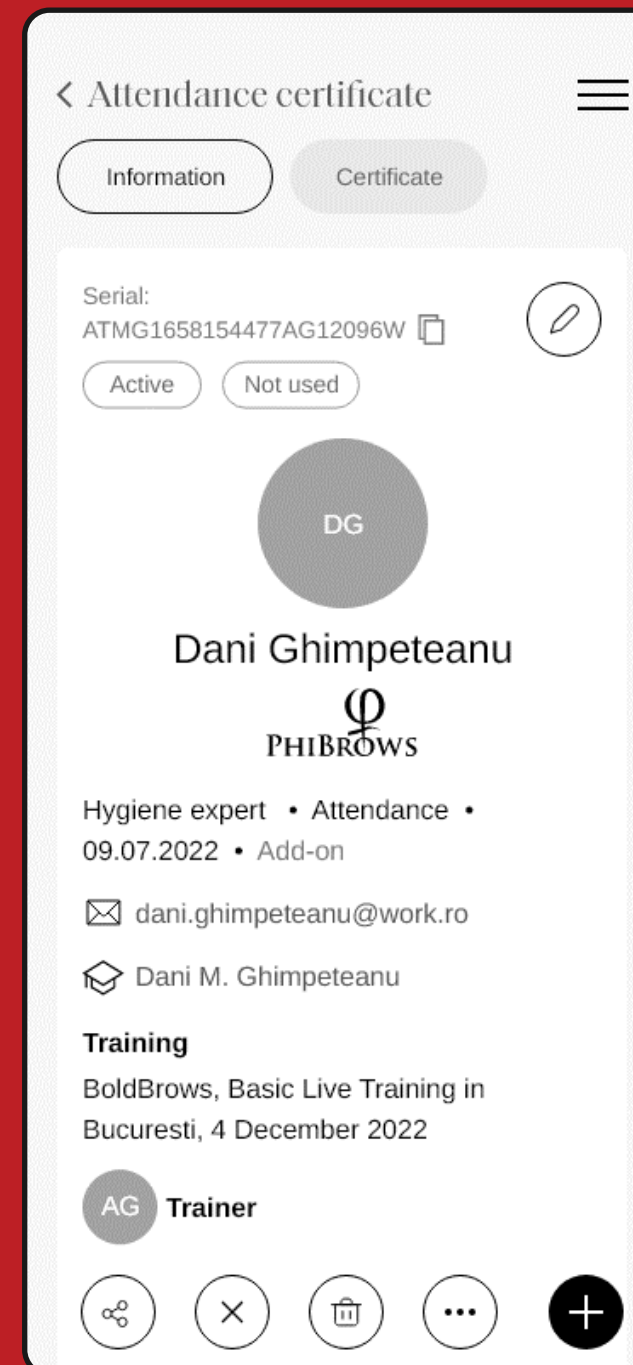 Attendance certificate
Information
Certificate
Serial:
ATMG1658154477AG12096W
Active
Not used
DG
Dani Ghimpeteanu
φ
PHIBROWS
Hygiene expert • Attendance •
09.07.2022 • Add-on
dani.ghimpeteanu@work.ro
Dani M. Ghimpeteanu
Training
BoldBrows, Basic Live Training in
Bucuresti, 4 December 2022
AG
Trainer